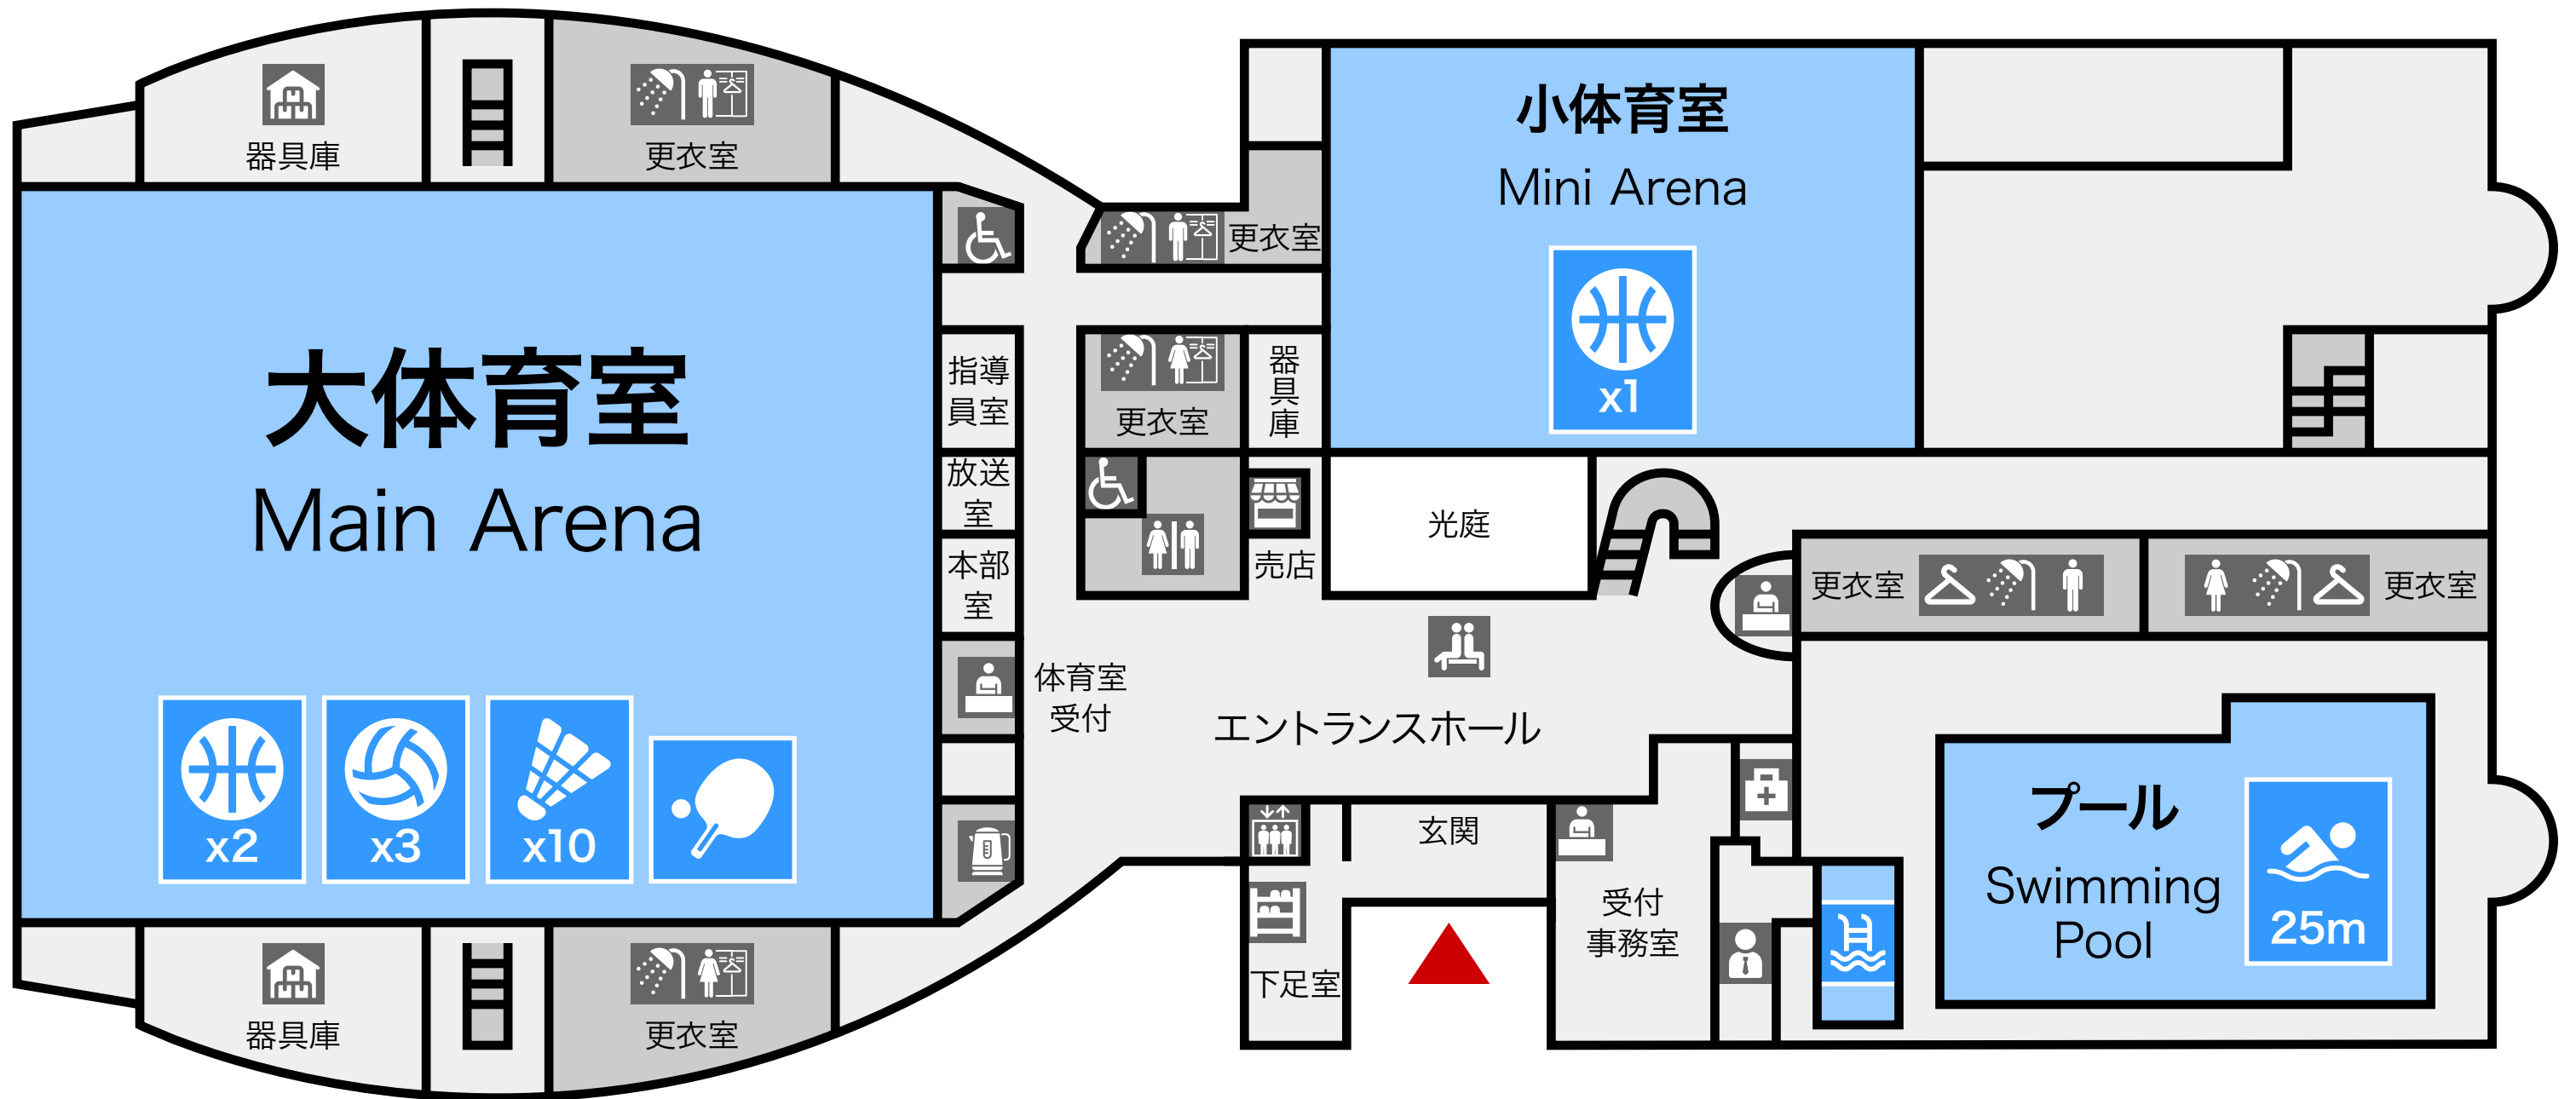 器具庫
更衣室
小体育室
Mini Arena
x1
更衣室
大体育室
Main Arena
x2
x3
x10
指導
員室
放送
室
本部
室
体育室
受付
更衣室
器
具
庫
売店
光庭
更衣室
更衣室
エントランスホール
玄関
下足室
受付
事務室
プール
Swimming
Pool
25m
器具庫
更衣室